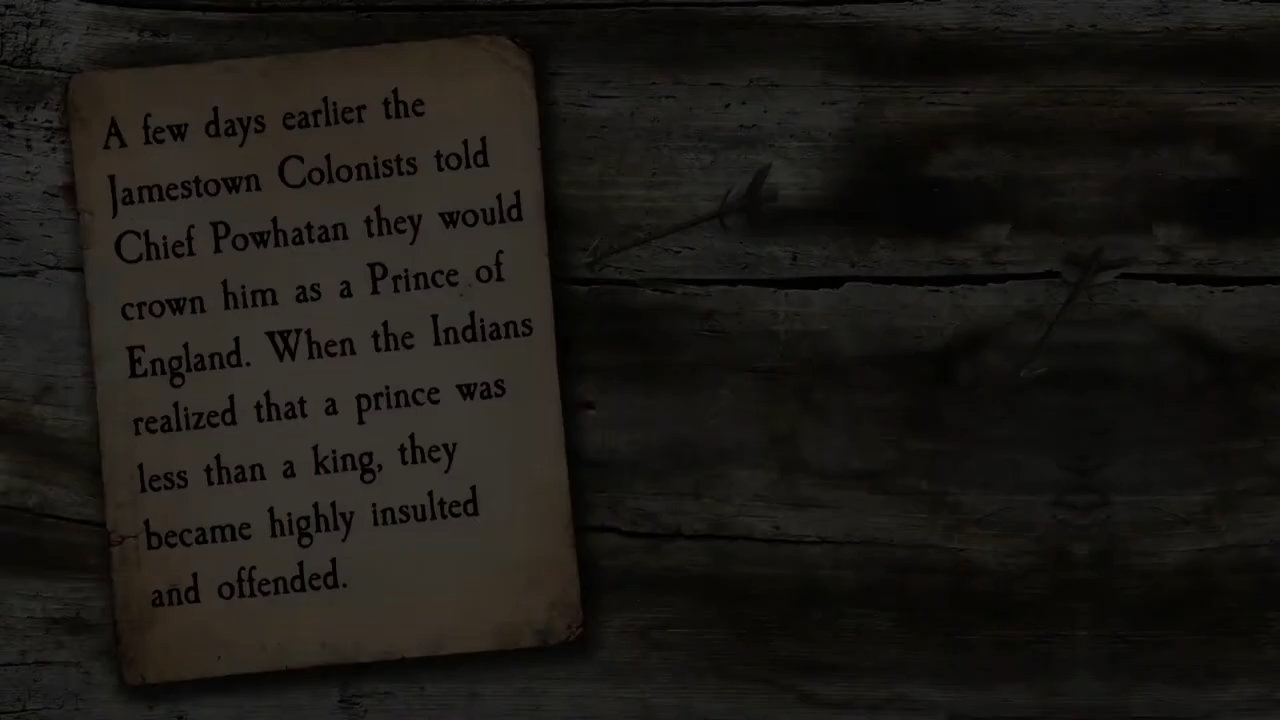 A few days earlier the
Jamestown Colonists told
Chief Powhatan they would
crown him as a Prince of
England. When the Indians
realized that a prince was
less than a king, they
became highly insulted
and offended.